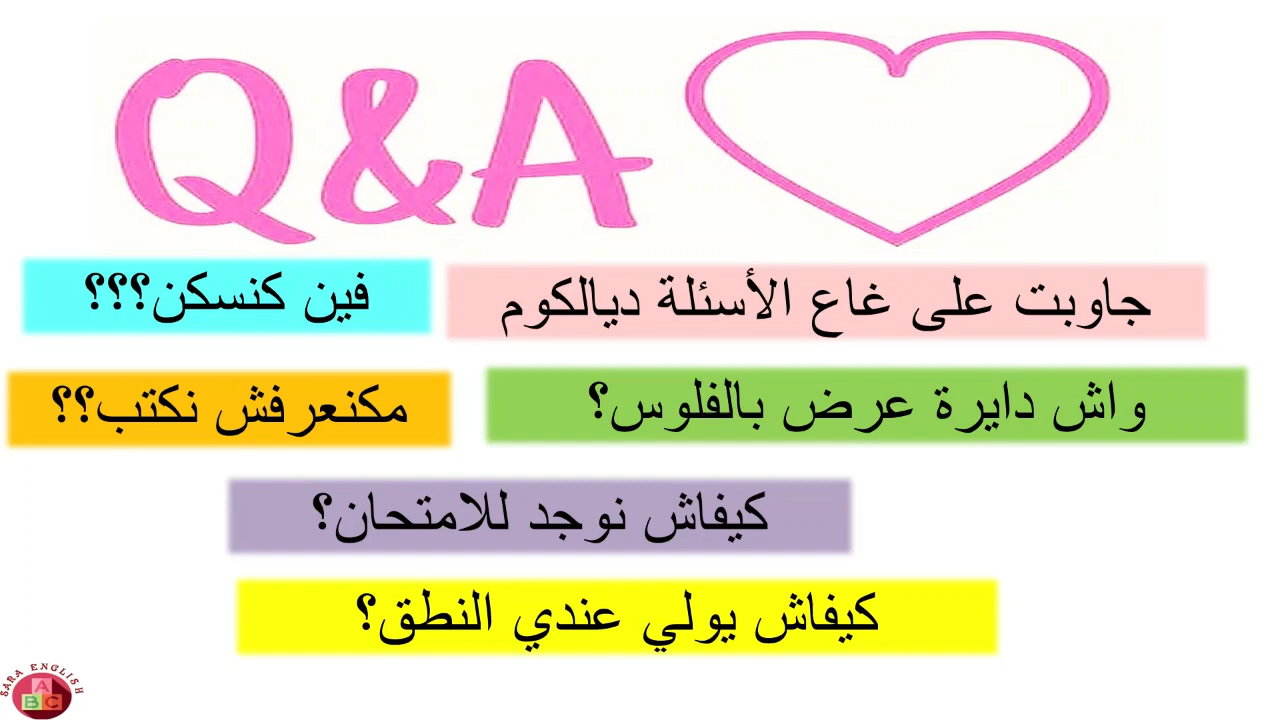 Q&A
جاوبت على غاع الأسئلة ديالكوم
فين كنسكن؟؟؟
واش دايرة عرض بالفلوس؟
مكنعرفش نكتب؟؟
كيفاش نوجد للامتحان؟
كيفاش يولي عندي النطق؟
SARA ENGLISH
A
B C